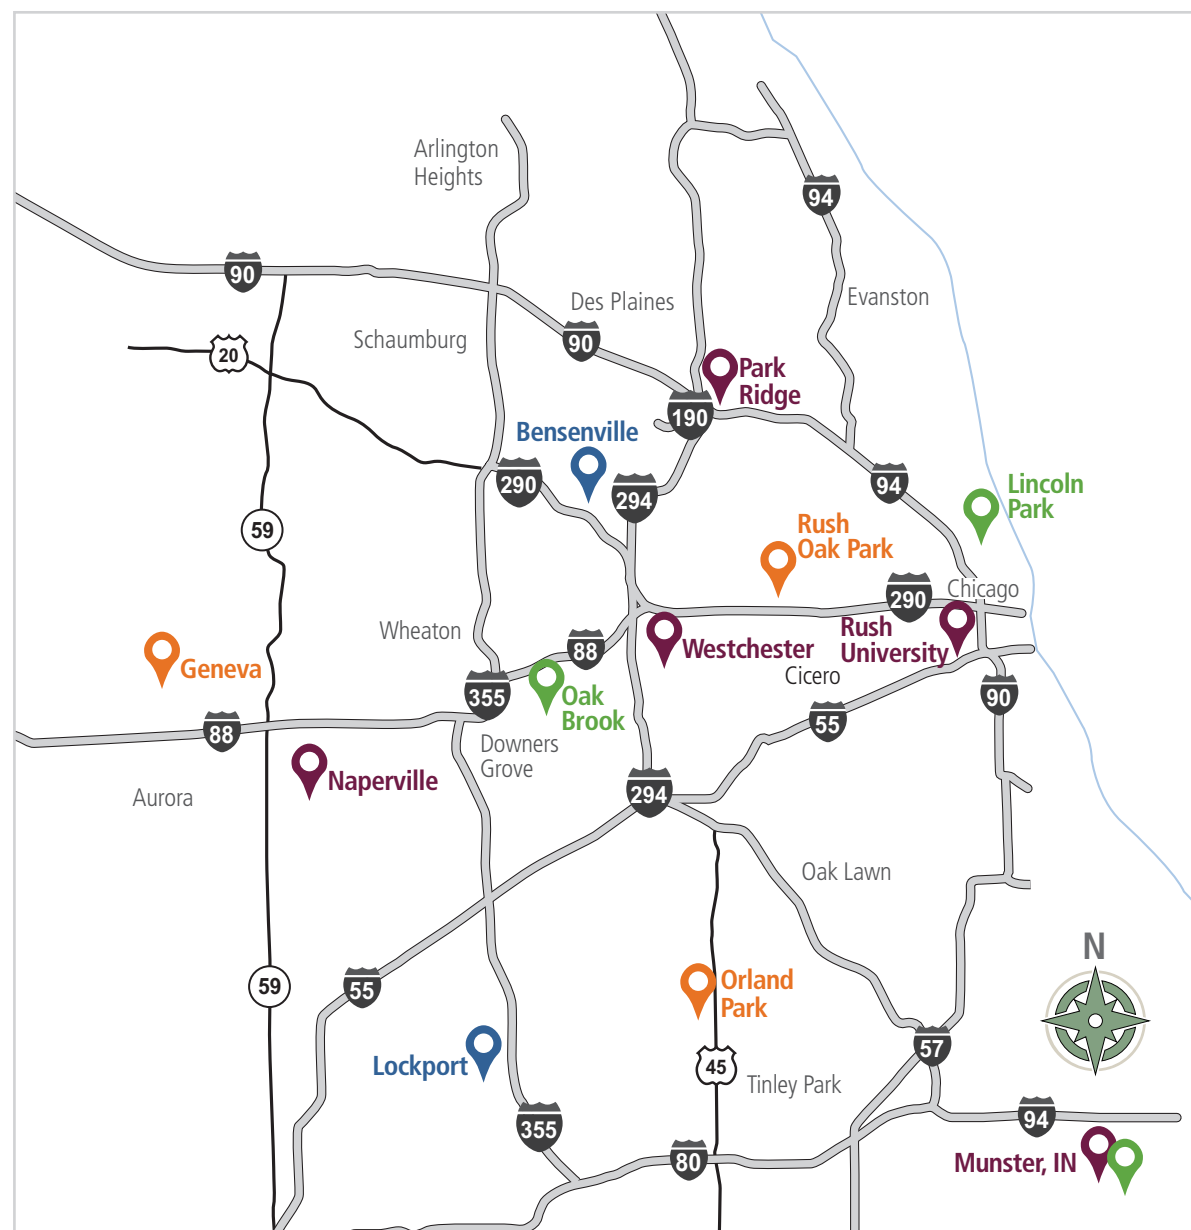 Arlington
Heights
94
90
Des Plaines
Evanston
Schaumburg
90
20
Park
Ridge
190
Bensenville
290
294
94
Lincoln
Park
59
Rush
Oak Park
Chicago
290
Wheaton
88
Westchester
Rush
University
Geneva
Cicero
355
Oak
Brook
90
88
55
Downers
Grove
Naperville
294
Aurora
Oak Lawn
N
59
55
Orland
Park
57
Lockport
45
Tinley Park
355
94
80
Munster, IN